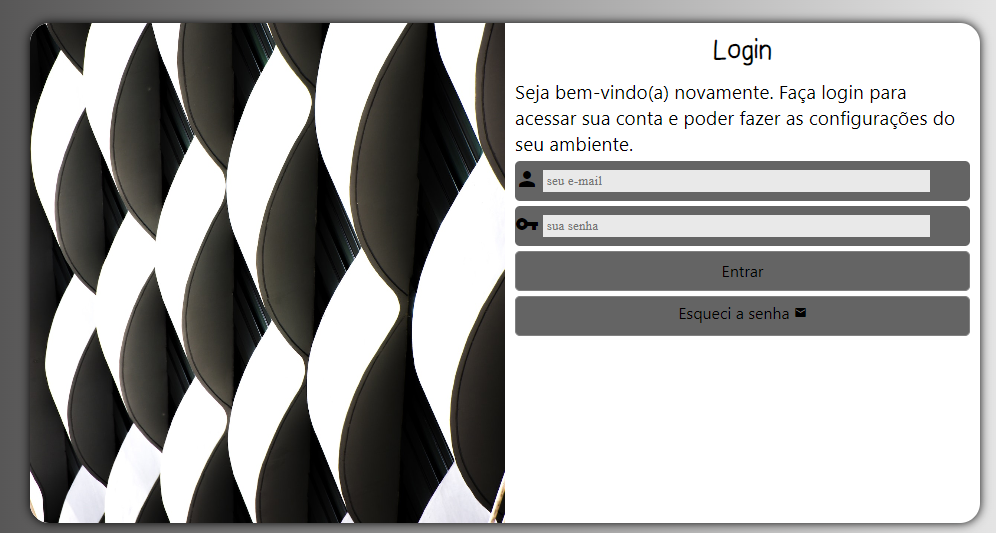 Login
Seja bem-vindo(a) novamente. Faça login para
acessar sua conta e poder fazer as configurações do
seu ambiente.
seu e-mail
sua senha
Entrar
Esqueci a senha